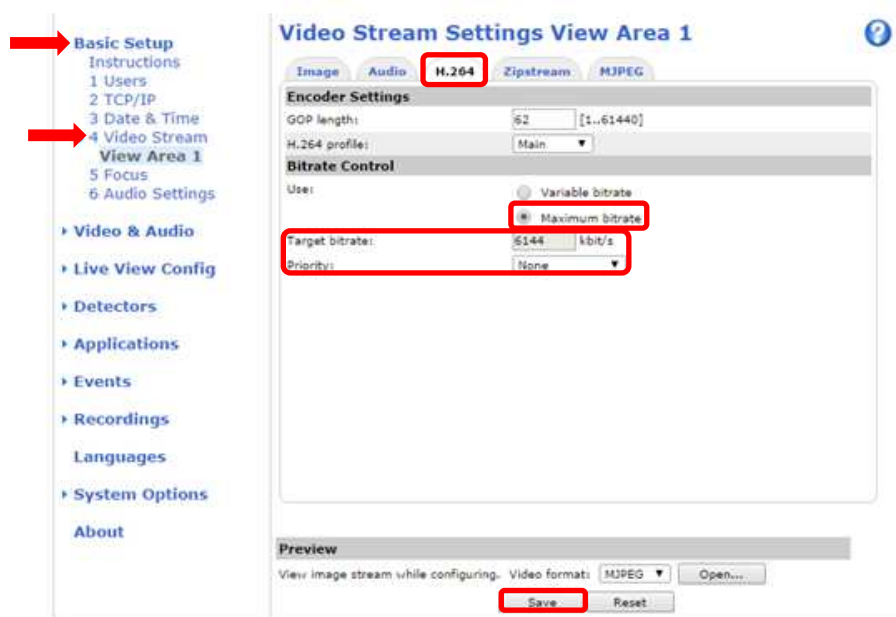 Basic Setup
Instructions
1 Users
2 TCP/IP
3 Date & Time
4 Video Stream
View Area 1
5 Focus
6 Audio Settings
Video & Audio
Live View Config
Detectors
Applications
Events
Recordings
Languages
System Options
About
Video Stream Settings View Area 1
?
Image Audio H.264 Zipstream MJPEG
Encoder Settings
GOP length: 62 [1..61440]
H.264 profile: Main
Bitrate Control
Use: Variable bitrate
Maximum bitrate
Target bitrate: 6144 kbit/s
Priority: None
Preview
View image stream while configuring. Video format: MJPEG Open...
Save Reset